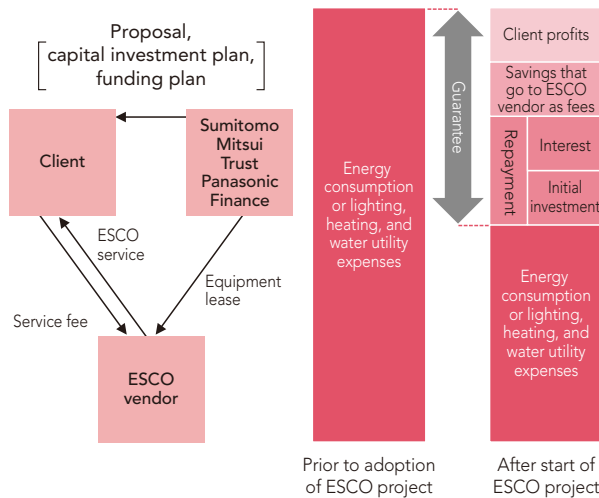 Proposal,
capital investment plan,
funding plan
Client
Sumitomo
Mitsui
Trust
Panasonic
Finance
ESCO
service
Equipment
lease
Service fee
ESCO
vendor
Energy
consumption
or lighting,
heating, and
water utility
expenses
Prior to adoption
of ESCO project
Guarantee
Client profits
Savings that
go to ESCO
vendor as fees
Repayment
Interest
Initial
investment
Energy
consumption
or lighting,
heating, and
water utility
expenses
After start of
ESCO project